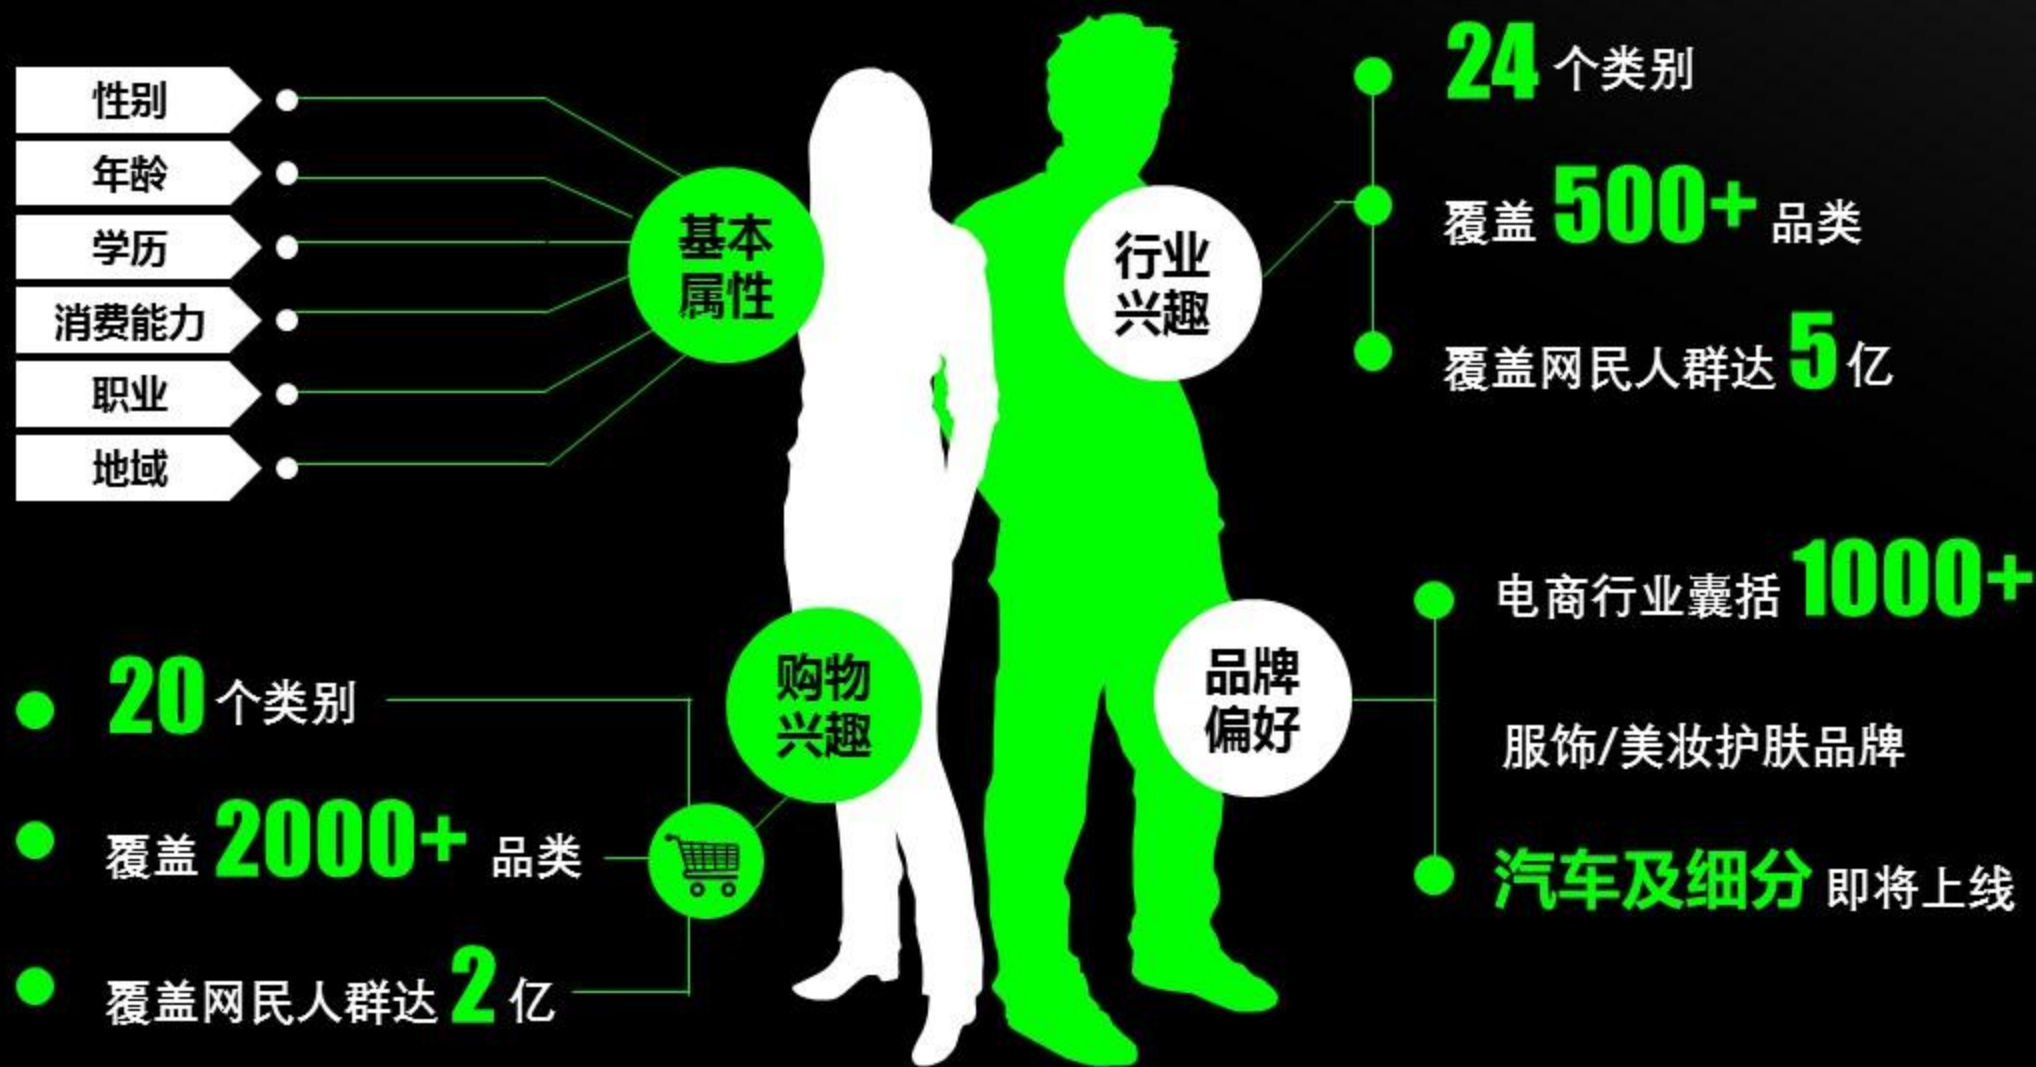 性别
年龄
学历
消费能力
职业
地域
基本
属性
行业
兴趣
24 个类别
覆盖 500+ 品类
覆盖网民人群达 5 亿
购物
兴趣
20 个类别
覆盖 2000+ 品类
覆盖网民人群达 2 亿
品牌
偏好
电商行业囊括 1000+
服饰/美妆护肤品牌
汽车及细分 即将上线